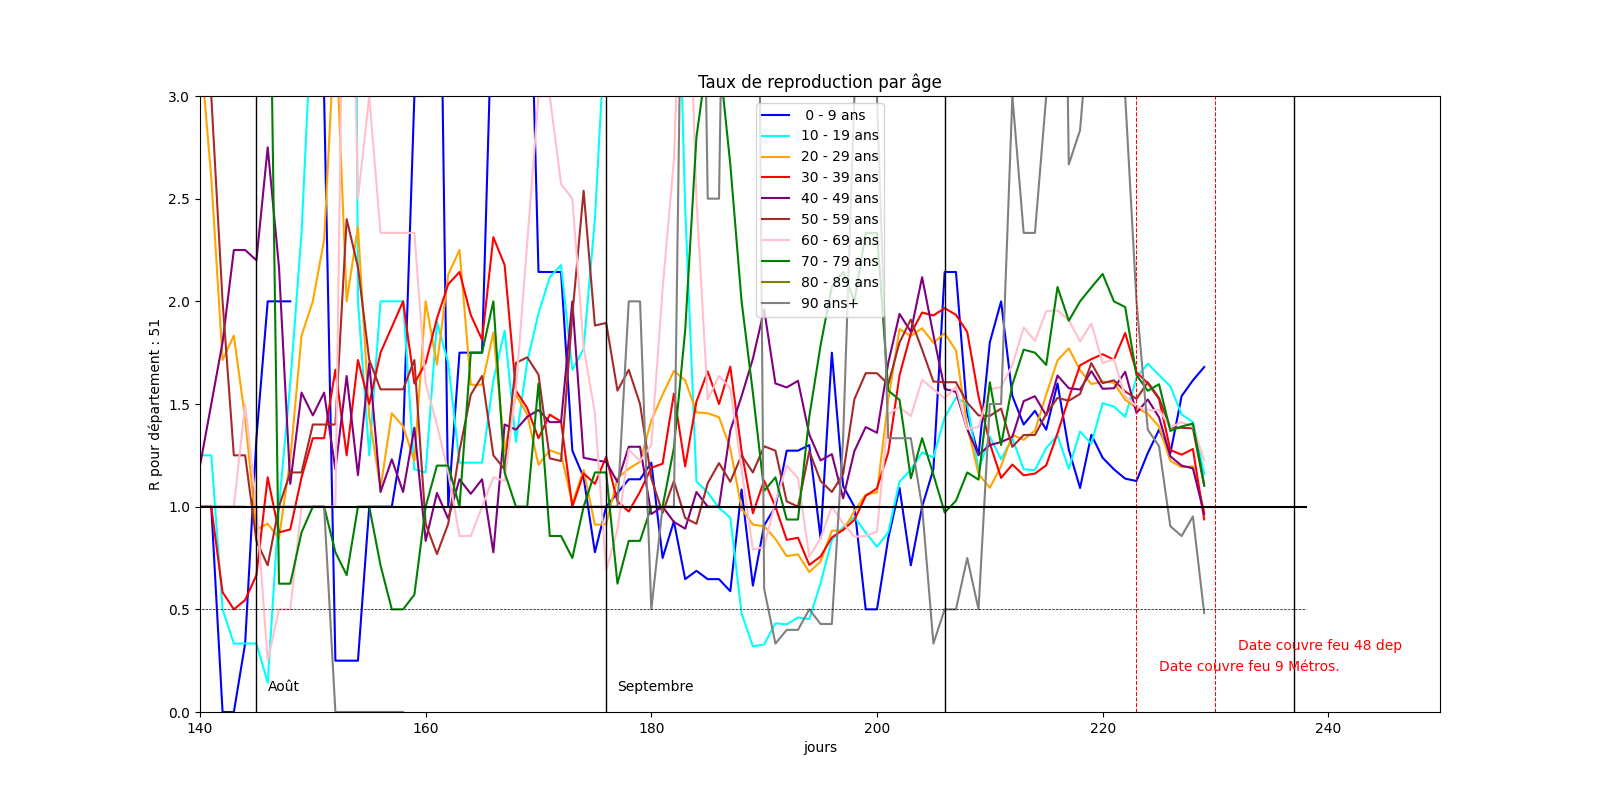 Taux de reproduction par âge
R pour département : 51
3.0
2.5
2.0
1.5
1.0
0.5
0.0
0 - 9 ans
10 - 19 ans
20 - 29 ans
30 - 39 ans
40 - 49 ans
50 - 59 ans
60 - 69 ans
70 - 79 ans
80 - 89 ans
90 ans+
Date couvre feu 48 dep
Date couvre feu 9 Métros.
Août
Septembre
140
160
180
200
220
240
jours